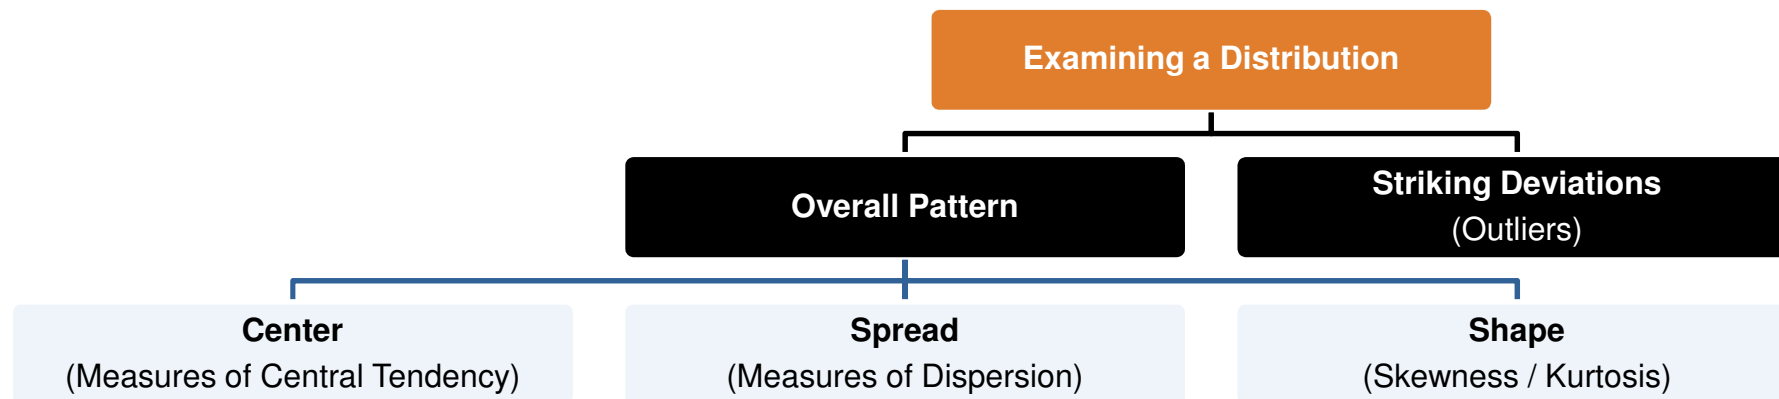 Examining a Distribution
Overall Pattern
Striking Deviations
(Outliers)
Center
(Measures of Central Tendency)
Spread
(Measures of Dispersion)
Shape
(Skewness / Kurtosis)